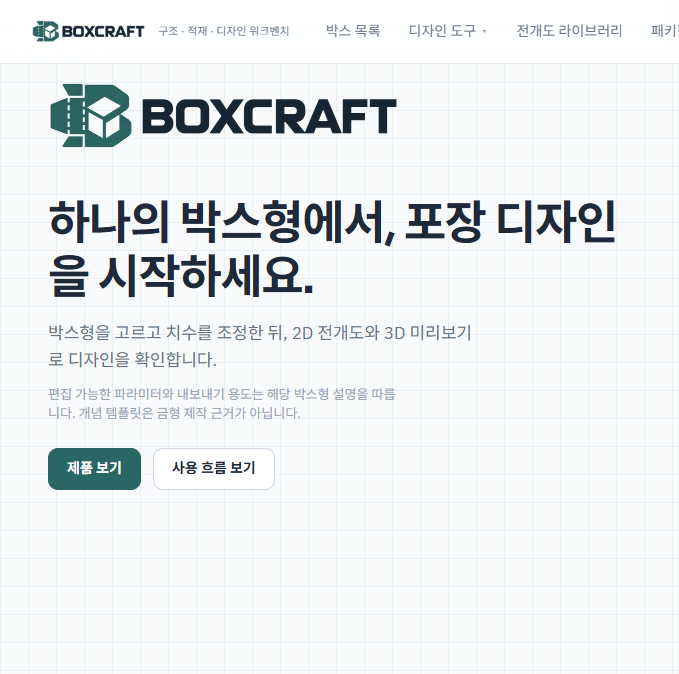 BOXCRAFT 구조 · 적재 · 디자인 워크벤치 박스 목록 디자인 도구 전개도 라이브러리
BOXCRAFT
하나의 박스형에서, 포장 디자인
을 시작하세요.
박스형을 고르고 치수를 조정한 뒤, 2D 전개도와 3D 미리보기
로 디자인을 확인합니다.
편집 가능한 파라미터와 내보내기 용도는 해당 박스형 설명을 따릅
니다. 개념 템플릿은 금형 제작 근거가 아닙니다.
제품 보기 사용 흐름 보기